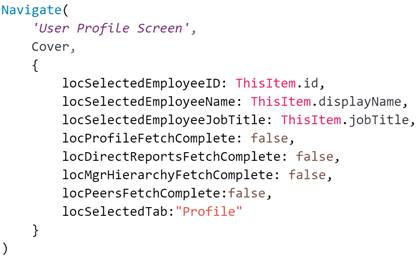 Navigate(
'User Profile Screen',
Cover,
{
locSelectedEmployeeID: ThisItem.id,
locSelectedEmployeeName: ThisItem.displayName,
locSelectedEmployeeJobTitle: ThisItem.jobTitle,
locProfileFetchComplete: false,
locDirectReportsFetchComplete: false,
locMgrHierarchyFetchComplete: false,
locPeersFetchComplete:false,
locSelectedTab:"Profile"
}
)